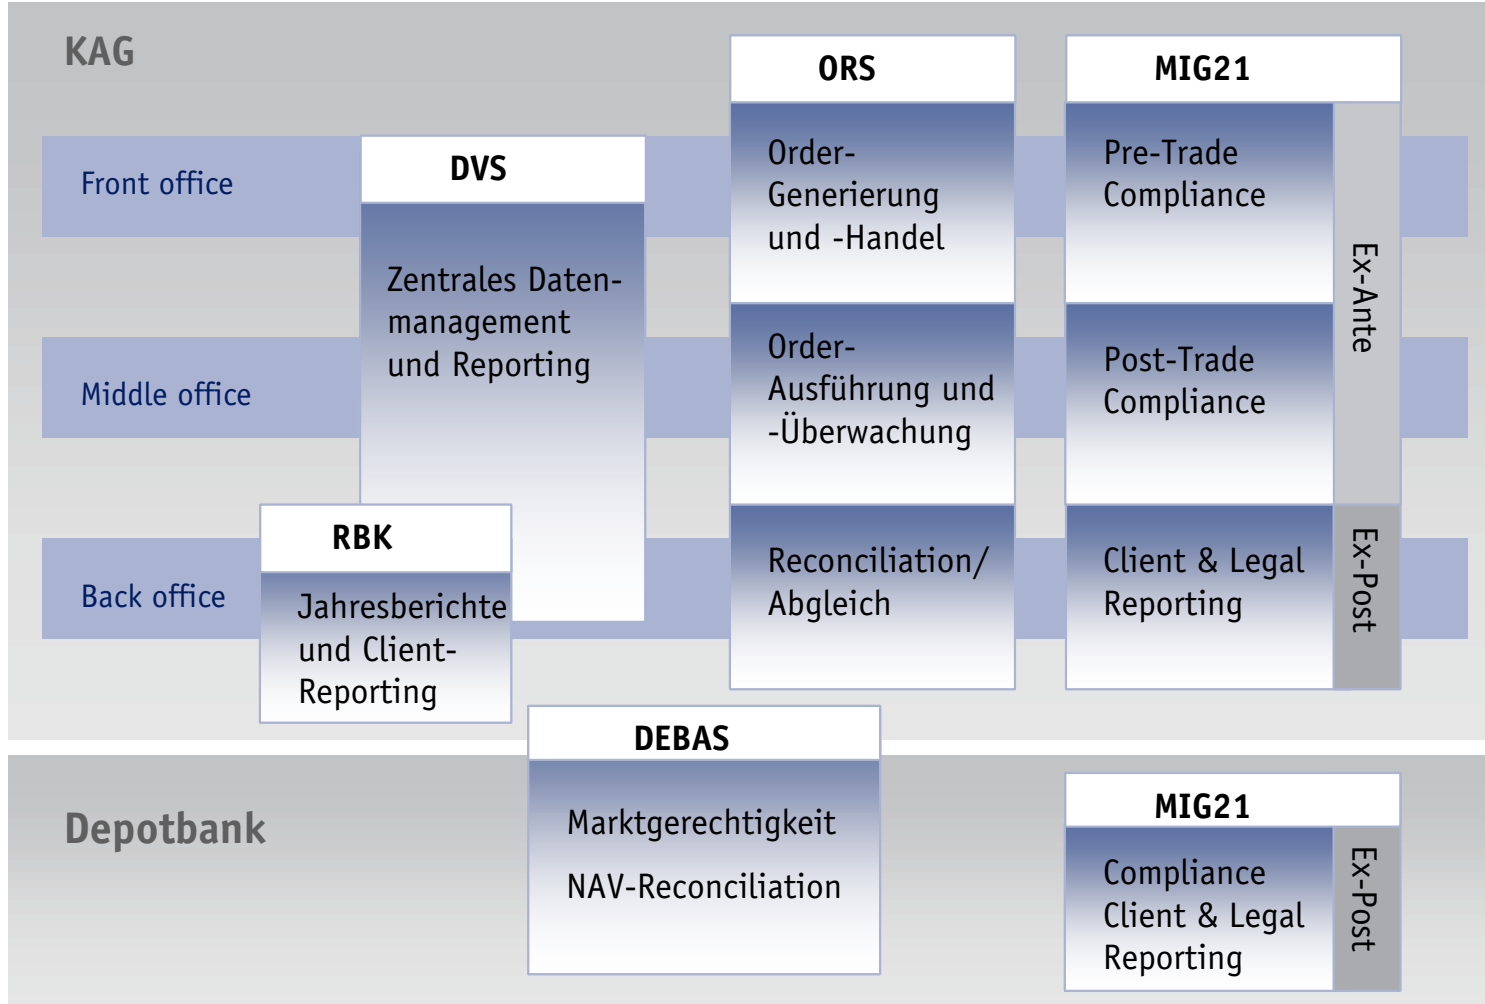 KAG
Front office
Middle office
Back office
DVS
Zentrales Daten-
management
und Reporting
RBK
Jahresberichte
und Client-
Reporting
ORS
Order-
Generierung
und -Handel
Order-
Ausführung und
-Überwachung
Reconciliation/
Abgleich
MIG21
Pre-Trade
Compliance
Post-Trade
Compliance
Client & Legal
Reporting
Ex-Ante
Ex-Post
Depotbank
DEBAS
Marktgerechtigkeit
NAV-Reconciliation
MIG21
Compliance
Client & Legal
Reporting
Ex-Post